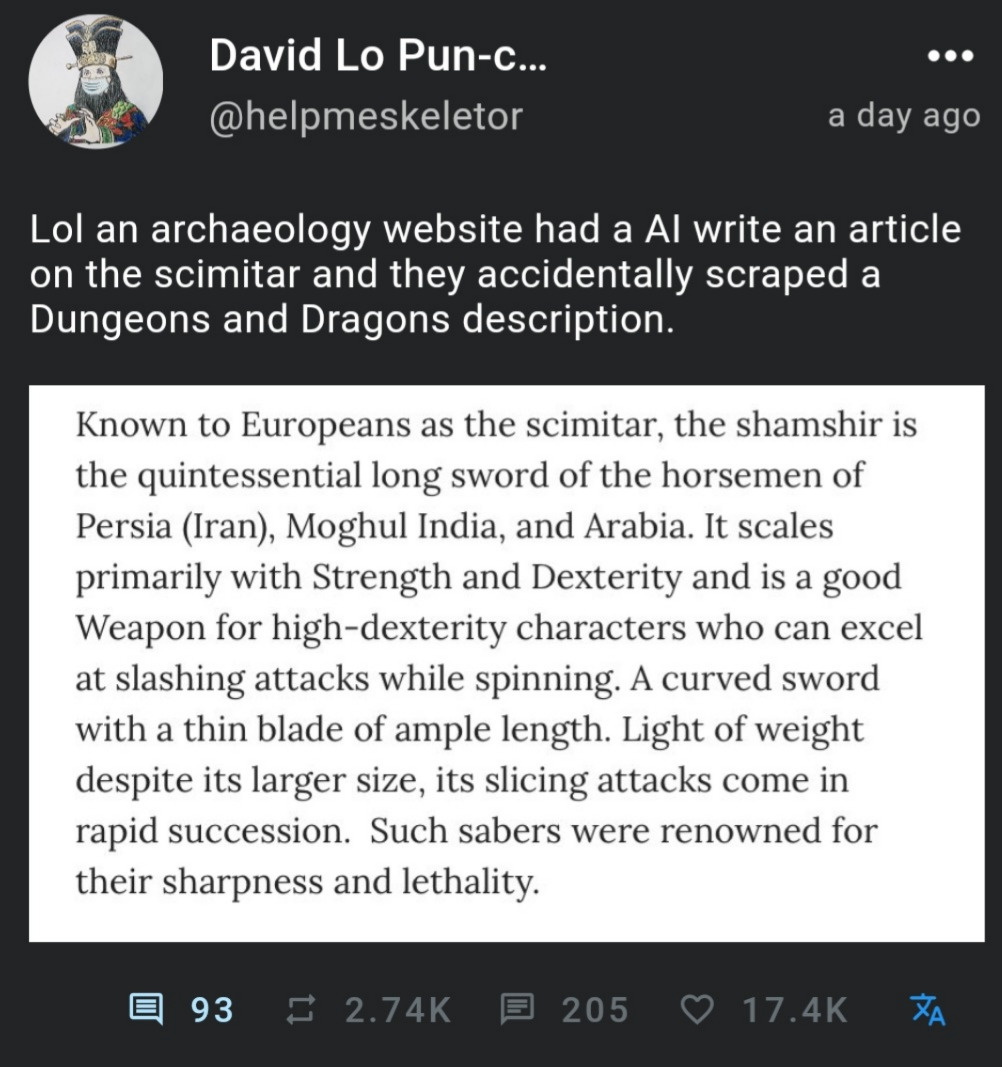 David Lo Pun-c...
@helpmeskeletor
a day ago
Lol an archaeology website had a AI write an article
on the scimitar and they accidentally scraped a
Dungeons and Dragons description.
Known to Europeans as the scimitar, the shamshir is
the quintessential long sword of the horsemen of
Persia (Iran), Moghul India, and Arabia. It scales
primarily with Strength and Dexterity and is a good
Weapon for high-dexterity characters who can excel
at slashing attacks while spinning. A curved sword
with a thin blade of ample length. Light of weight
despite its larger size, its slicing attacks come in
rapid succession.  Such sabers were renowned for
their sharpness and lethality.
93 2.74K 205 17.4K